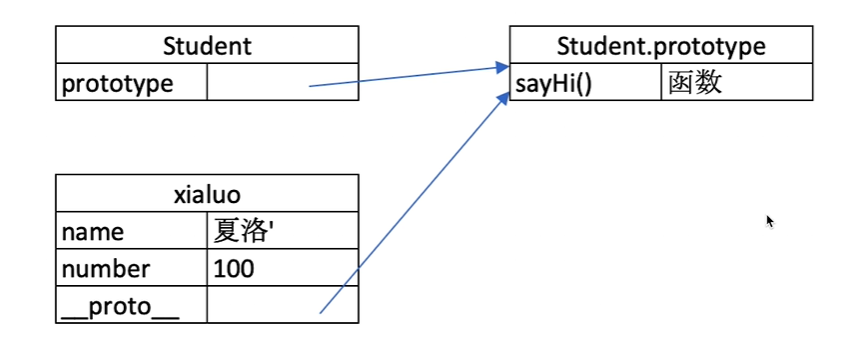 Student
prototype
Student.prototype
sayHi() 函数
xialuo
name 夏洛'
number 100
__proto__